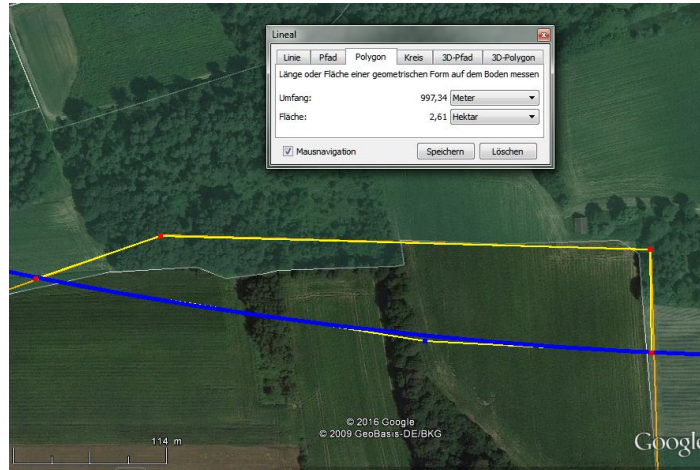 Lineal
Linie Pfad Polygon Kreis 3D-Pfad 3D-Polygon
Länge oder Fläche einer geometrischen Form auf dem Boden messen
Umfang: 997,34 Meter
Fläche: 2,61 Hektar
Mausnavigation Speichern Löschen
© 2016 Google
© 2009 GeoBasis-DE/BKG
114 m
Google